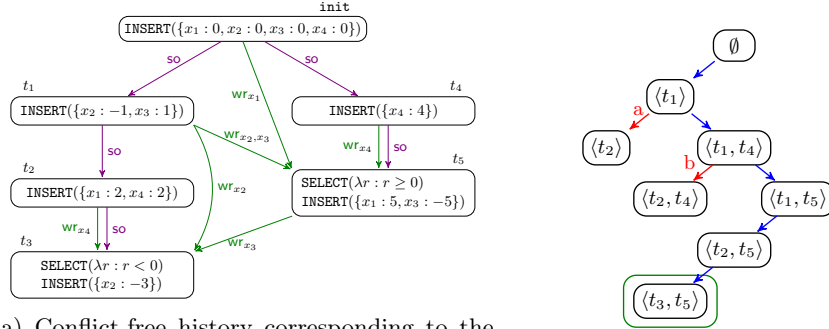 init
INSERT({x₁ : 0, x₂ : 0, x₃ : 0, x₄ : 0})
so
so
wrₓ₁
t₁
INSERT({x₂ : −1, x₃ : 1})
t₄
INSERT({x₄ : 4})
so
wrₓ₂,ₓ₃
wrₓ₄
so
t₂
INSERT({x₁ : 2, x₄ : 2})
wrₓ₂
t₅
SELECT(λr : r ≥ 0)
INSERT({x₁ : 5, x₃ : −5})
wrₓ₄
so
wrₓ₃
t₃
SELECT(λr : r < 0)
INSERT({x₂ : −3})
a) Conflict-free history corresponding to the
∅
⟨t₁⟩
a
⟨t₂⟩
⟨t₁, t₄⟩
b
⟨t₂, t₄⟩
⟨t₁, t₅⟩
⟨t₂, t₅⟩
⟨t₃, t₅⟩